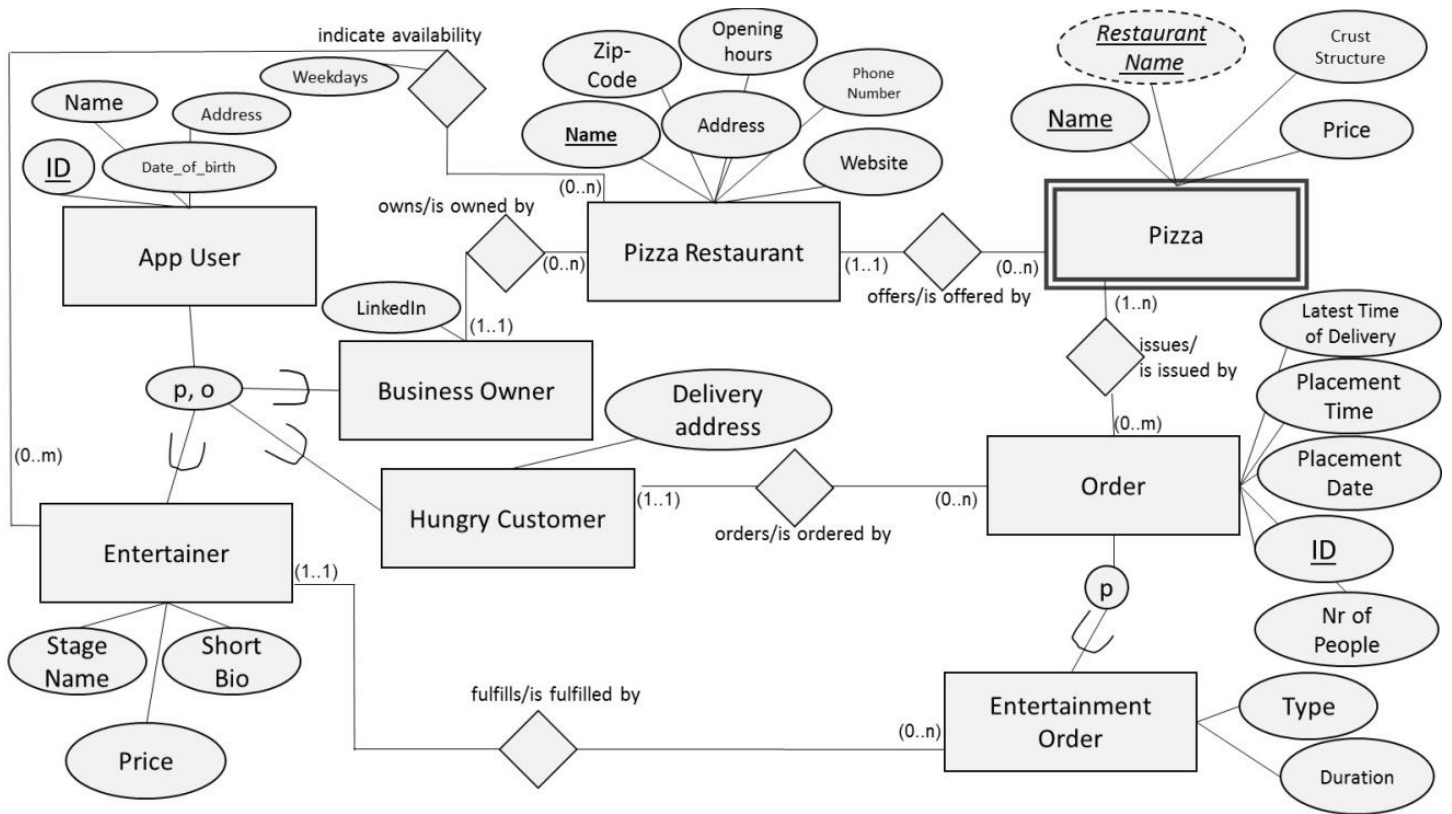 indicate availability
Weekdays
Name
Address
ID
Date_of_birth
App User
Zip-
Code
Opening
hours
Phone
Number
Name
Address
Website
(0..n)
owns/is owned by
(0..n)
Pizza Restaurant
(1..1)
offers/is offered by
(0..n)
Restaurant
Name
Crust
Structure
Name
Price
Pizza
(1..n)
issues/
is issued by
(0..m)
LinkedIn
(1..1)
Business Owner
p, o
Delivery
address
Hungry Customer
(1..1)
orders/is ordered by
(0..n)
Order
Latest Time
of Delivery
Placement
Time
Placement
Date
ID
Nr of
People
(0..m)
Entertainer
(1..1)
Stage
Name
Short
Bio
Price
fulfills/is fulfilled by
(0..n)
p
Entertainment
Order
Type
Duration